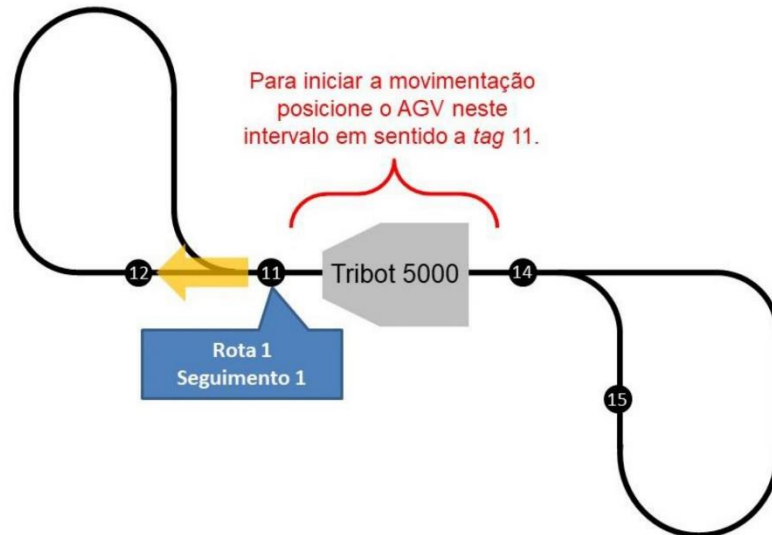 Para iniciar a movimentação
posicione o AGV neste
intervalo em sentido a tag 11.
12
11
Tribot 5000
14
Rota 1
Seguimento 1
15